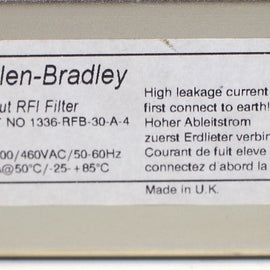 len-Bradley
ut RFI Filter
NO 1336-RFB-30-A-4
00/460VAC/50-60Hz
@50°C/-25-+85°C
High leakage current
first connect to earth!
Hoher Ableitstrom
zuerst Erdlieter verbin
Courant de fuit eleve
connectez d'abord la
Made in U.K.